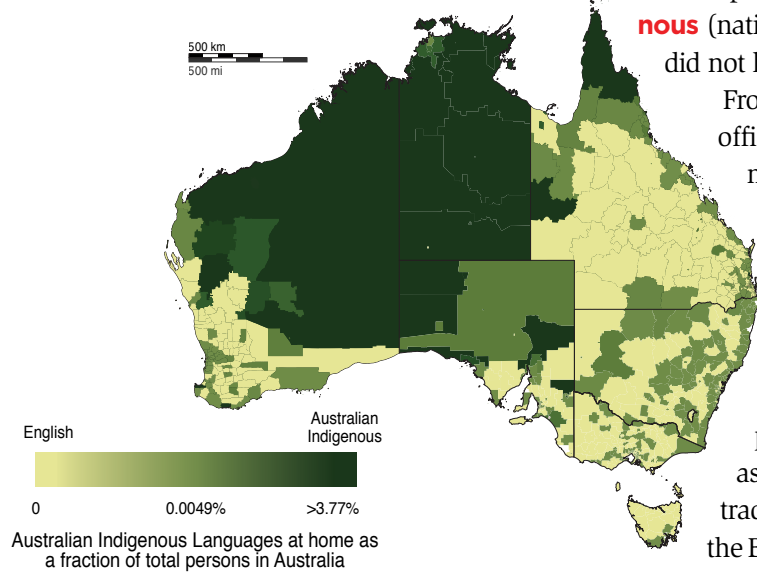 500 km
500 mi
nous (nati
did not l
Fro
offi
English
Australian
Indigenous
0
0.0049%
>3.77%
Australian Indigenous Languages at home as
a fraction of total persons in Australia
as
trad
the E